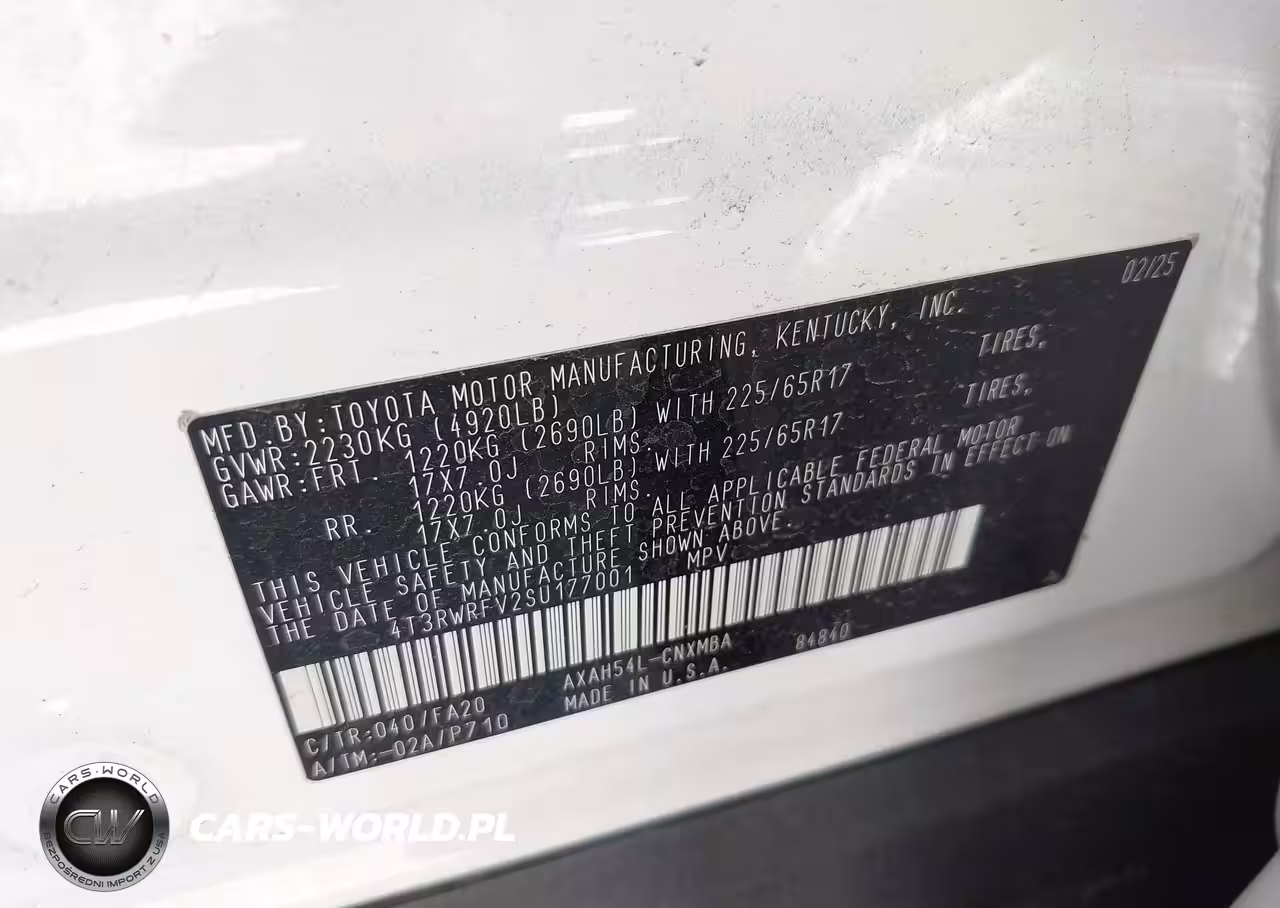 02/25
MFD.BY:TOYOTA MOTOR MANUFACTURING, KENTUCKY, INC.
GVWR:2230KG (4920LB)
GAWR:FRT. 1220KG (2690LB) WITH 225/65R17 TIRES,
17X7.0J RIMS.
RR. 1220KG (2690LB) WITH 225/65R17 TIRES,
17X7.0J RIMS.
THIS VEHICLE CONFORMS TO ALL APPLICABLE FEDERAL MOTOR
VEHICLE SAFETY AND THEFT PREVENTION STANDARDS IN EFFECT ON
THE DATE OF MANUFACTURE SHOWN ABOVE.
4T3RWRFV2SU177001 MPV
C/TR:040/FA20 AXAH54L-CNXMBA 84840
A/TM:-02A/P710 MADE IN U.S.A.
CARS-WORLD
CW
BEZPOŚREDNI IMPORT Z USA
CARS-WORLD.PL